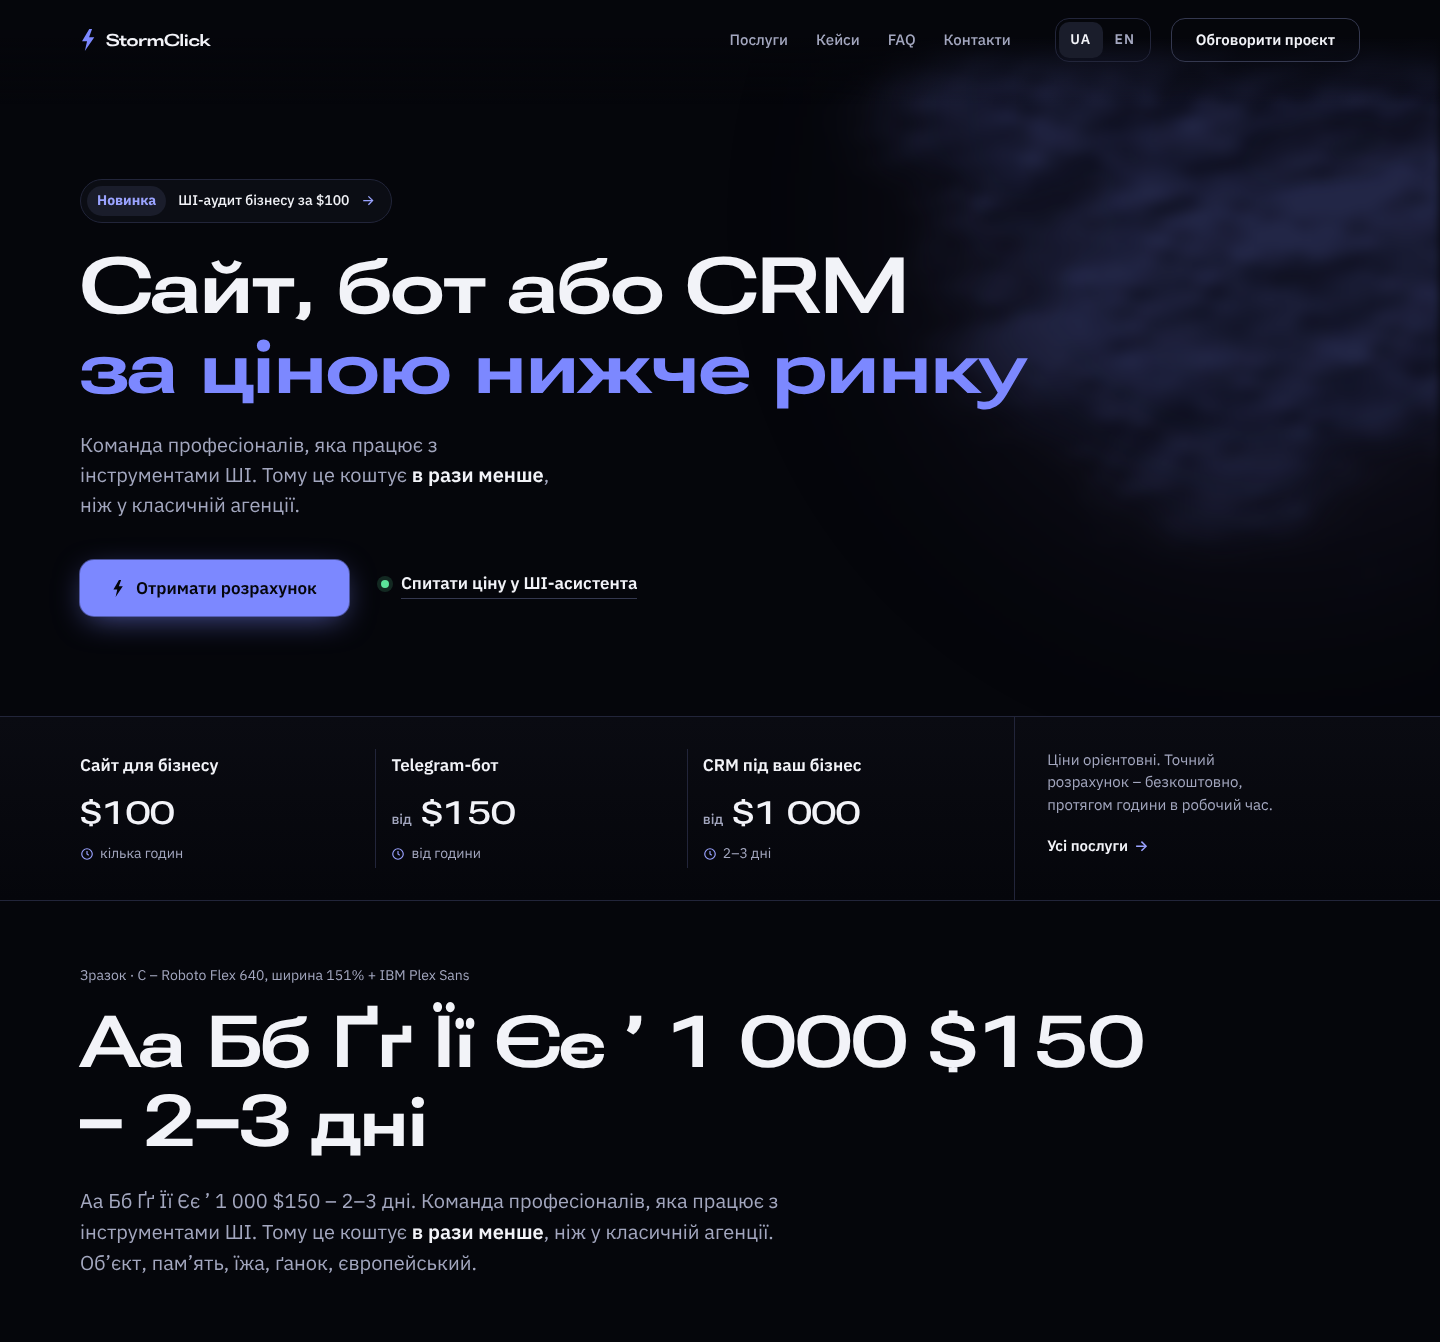 StormClick
Послуги Кейси FAQ Контакти UA EN Обговорити проєкт
Новинка ШІ-аудит бізнесу за $100 →
Сайт, бот або CRM
за ціною нижче ринку
Команда професіоналів, яка працює з
інструментами ШІ. Тому це коштує в рази менше,
ніж у класичній агенції.
Отримати розрахунок
Спитати ціну у ШІ-асистента
Сайт для бізнесу
$100
кілька годин
Telegram-бот
від $150
від години
CRM під ваш бізнес
від $1 000
2–3 дні
Ціни орієнтовні. Точний
розрахунок – безкоштовно,
протягом години в робочий час.
Усі послуги →
Зразок · C – Roboto Flex 640, ширина 151% + IBM Plex Sans
Аа Бб Ґґ Її Єє ’ 1 000 $150
– 2–3 дні
Аа Бб Ґґ Її Єє ’ 1 000 $150 – 2–3 дні. Команда професіоналів, яка працює з
інструментами ШІ. Тому це коштує в рази менше, ніж у класичній агенції.
Об’єкт, пам’ять, їжа, ґанок, європейський.